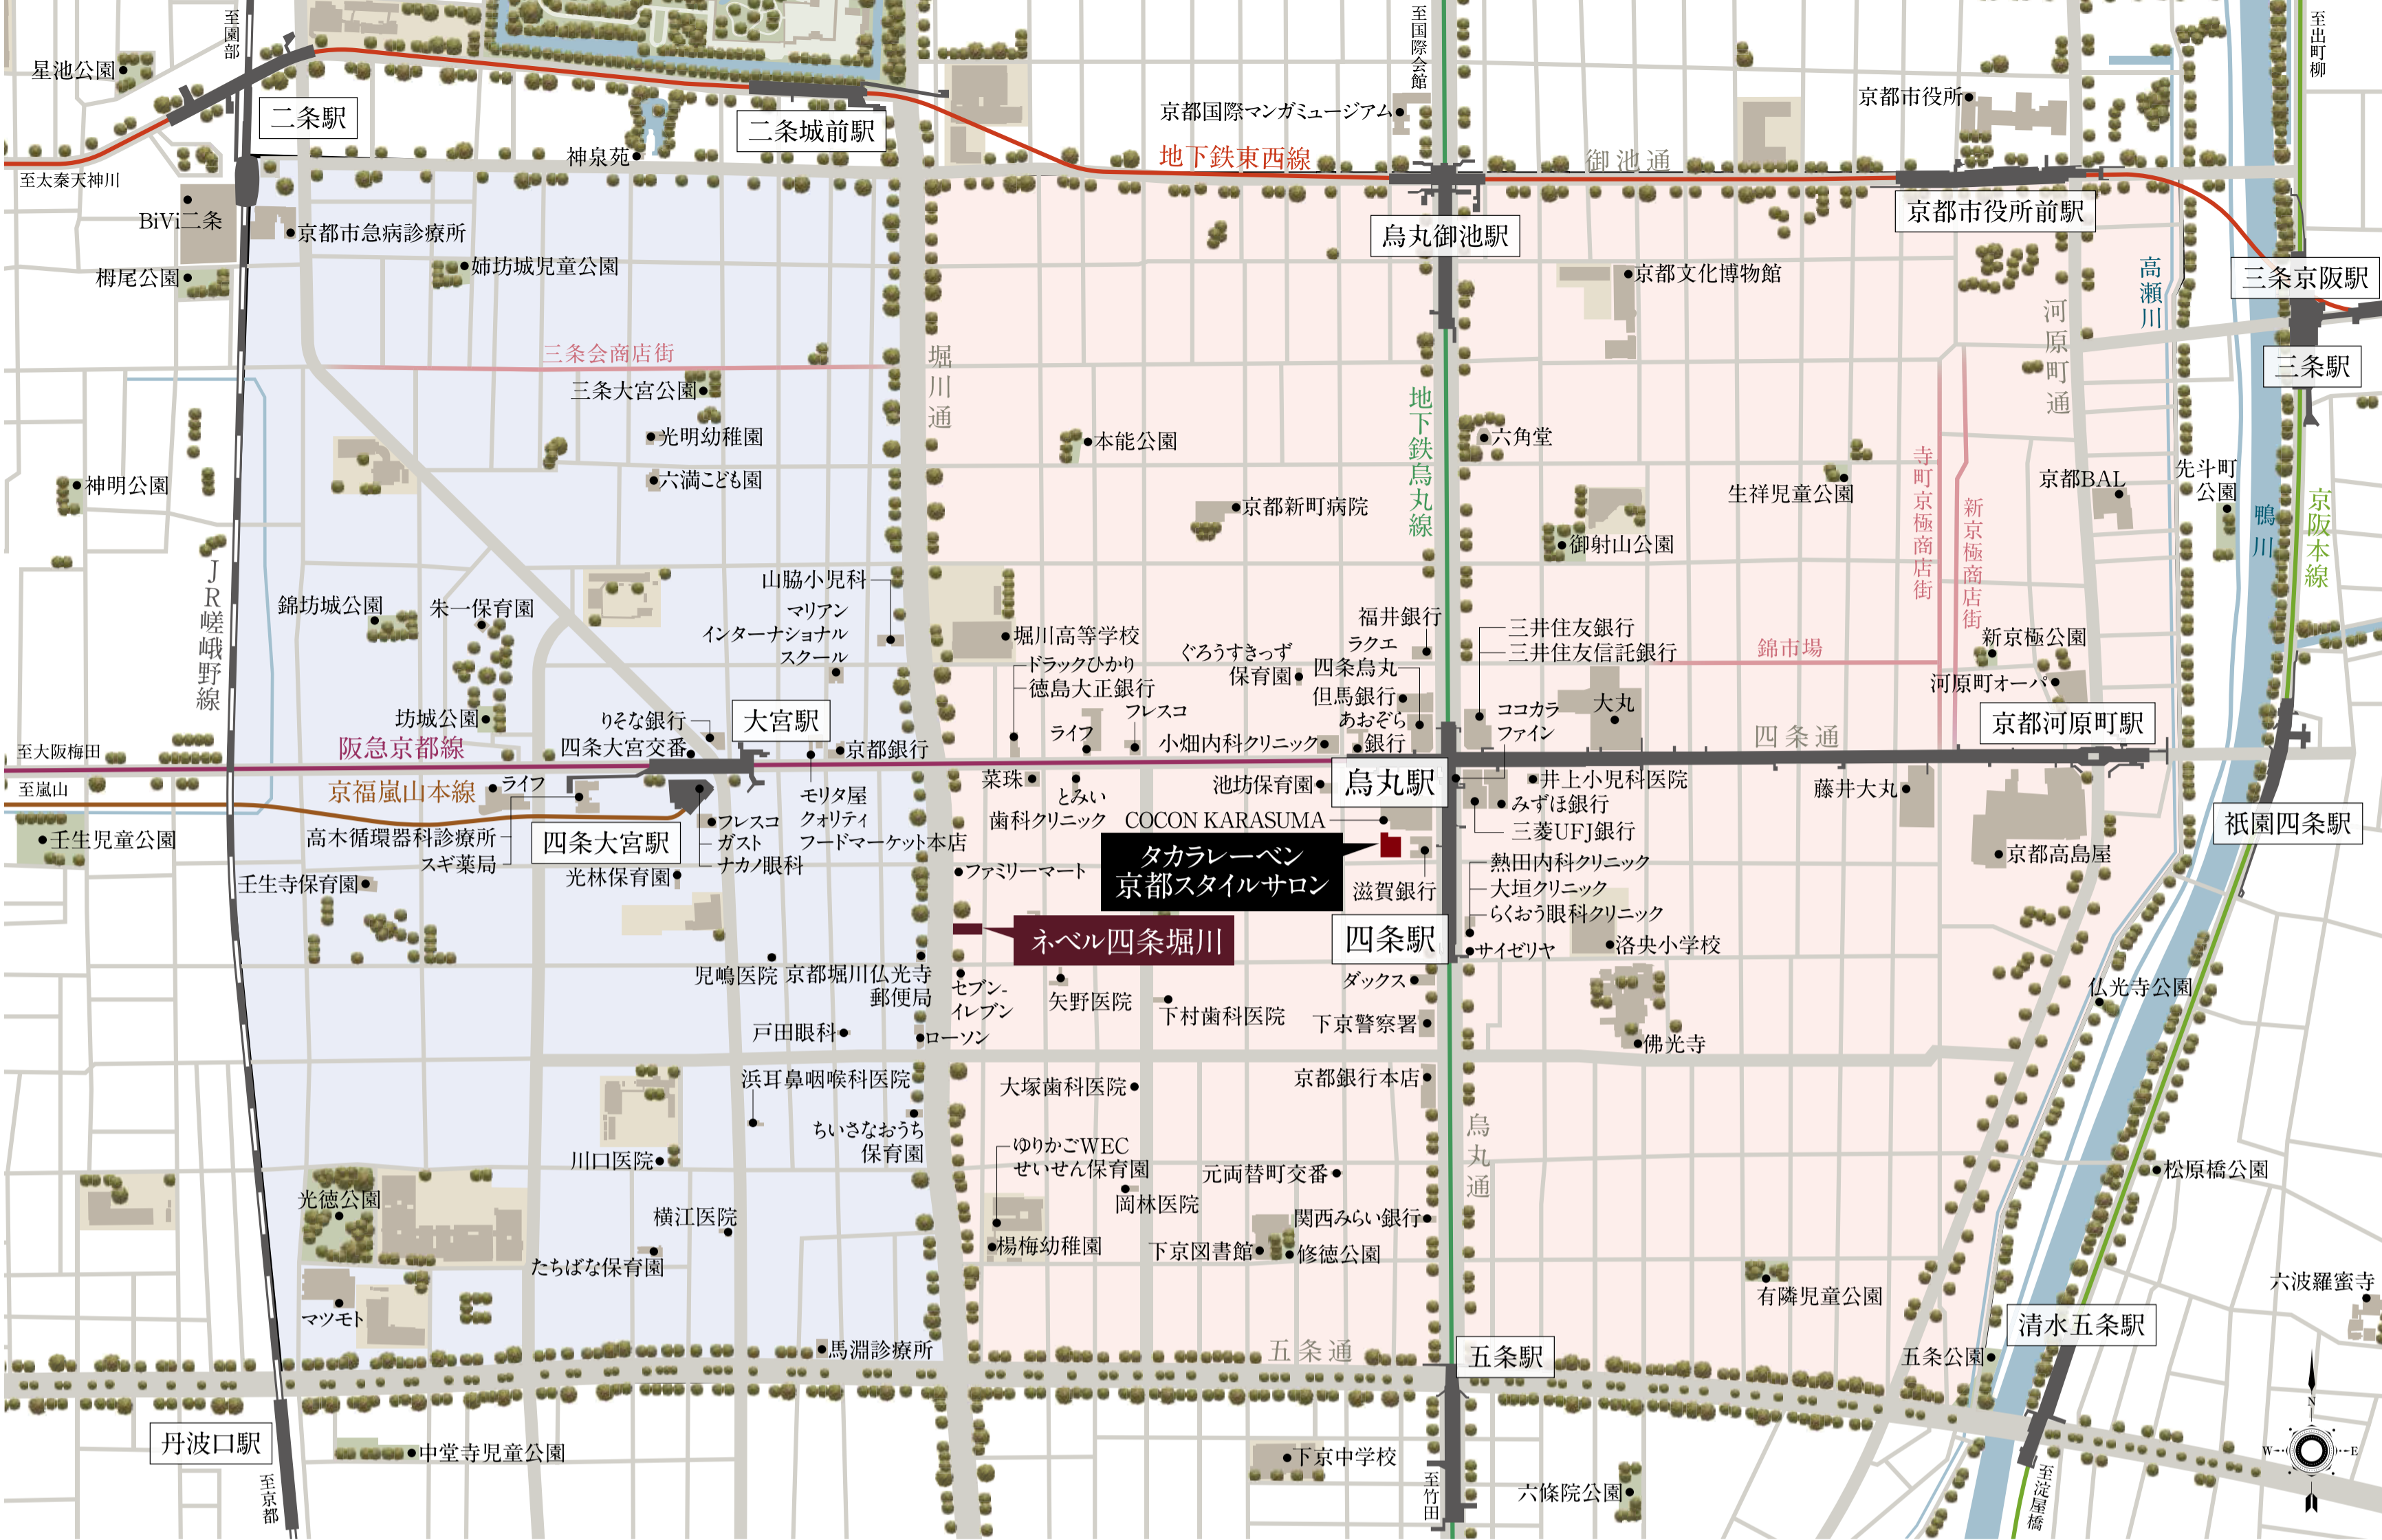 至園部
至国際会館
至出町柳
星池公園
二条駅
二条城前駅
京都国際マンガミュージアム
京都市役所
神泉苑
地下鉄東西線
御池通
至太秦天神川
BiVi二条
京都市急病診療所
烏丸御池駅
京都市役所前駅
栂尾公園
姉坊城児童公園
京都文化博物館
高瀬川
三条京阪駅
河原町通
三条会商店街
堀川通
三条駅
三条大宮公園
地下鉄烏丸線
光明幼稚園
本能公園
六角堂
寺町京極商店街
新京極商店街
神明公園
六満こども園
生祥児童公園
京都BAL
先斗町
公園
京都新町病院
鴨川
京阪本線
御射山公園
JR嵯峨野線
山脇小児科
錦坊城公園
朱一保育園
マリアン
インターナショナル
スクール
堀川高等学校
福井銀行
三井住友銀行
三井住友信託銀行
ラクエ
四条烏丸
ぐろうすきっず
保育園
錦市場
新京極公園
ドラックひかり
徳島大正銀行
河原町オーパ
但馬銀行
坊城公園
りそな銀行
大宮駅
フレスコ
あおぞら
銀行
ココカラ
ファイン
大丸
京都河原町駅
至大阪梅田
阪急京都線
四条大宮交番
京都銀行
ライフ
小畑内科クリニック
四条通
至嵐山
京福嵐山本線
ライフ
菜珠
とみい
歯科クリニック
池坊保育園
烏丸駅
井上小児科医院
藤井大丸
モリタ屋
クォリティ
フードマーケット本店
みずほ銀行
三菱UFJ銀行
祇園四条駅
壬生児童公園
高木循環器科診療所
スギ薬局
四条大宮駅
フレスコ
ガスト
ナカノ眼科
COCON KARASUMA
タカラレーベン
京都スタイルサロン
京都高島屋
熱田内科クリニック
大垣クリニック
らくおう眼科クリニック
壬生寺保育園
光林保育園
ファミリーマート
滋賀銀行
ネベル四条堀川
四条駅
サイゼリヤ
洛央小学校
児嶋医院
京都堀川仏光寺
郵便局
セブン-
イレブン
矢野医院
下村歯科医院
ダックス
仏光寺公園
戸田眼科
ローソン
下京警察署
佛光寺
浜耳鼻咽喉科医院
大塚歯科医院
京都銀行本店
ちいさなおうち
保育園
烏丸通
川口医院
ゆりかごWEC
せいせん保育園
元両替町交番
松原橋公園
光徳公園
岡林医院
横江医院
関西みらい銀行
楊梅幼稚園
下京図書館
修徳公園
たちばな保育園
有隣児童公園
六波羅蜜寺
マツモト
清水五条駅
馬淵診療所
五条通
五条駅
五条公園
丹波口駅
中堂寺児童公園
下京中学校
六條院公園
至京都
至竹田
至淀屋橋
N
W
E